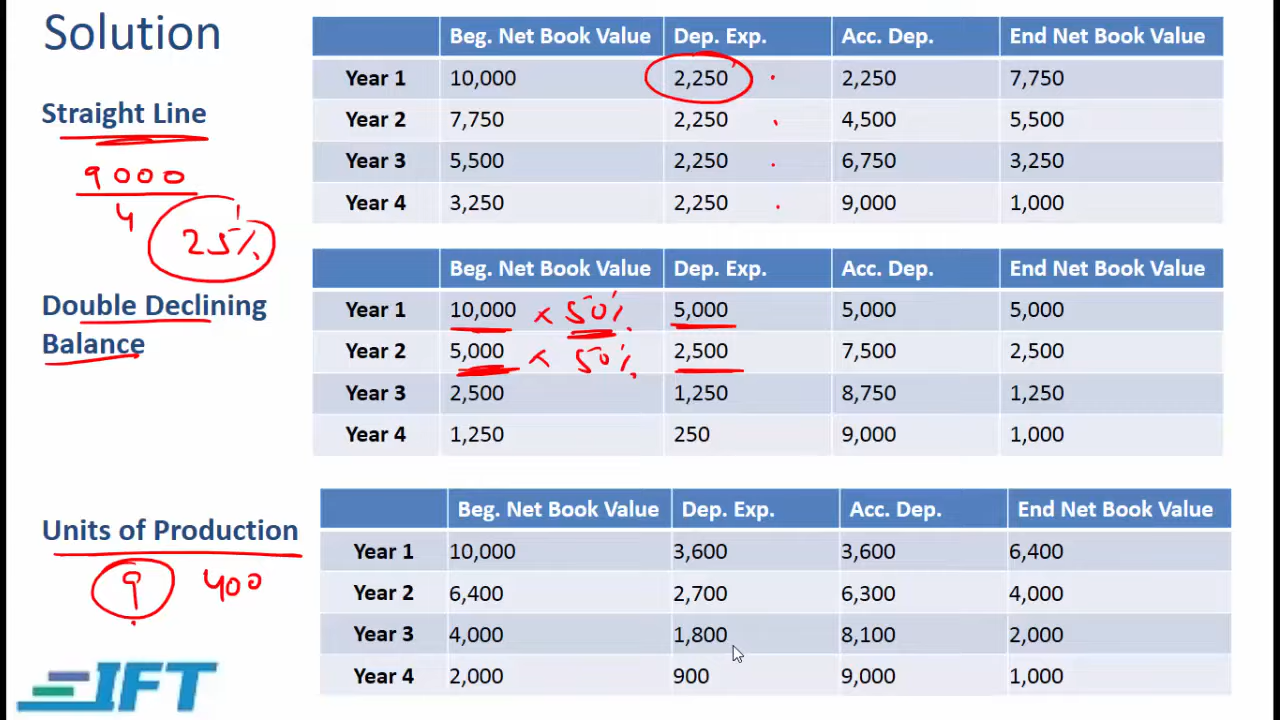 Solution
Beg. Net Book Value Dep. Exp. Acc. Dep. End Net Book Value
Year 1 10,000 2,250 2,250 7,750
Year 2 7,750 2,250 4,500 5,500
Year 3 5,500 2,250 6,750 3,250
Year 4 3,250 2,250 9,000 1,000
Straight Line
9000
4
25%
Double Declining
Balance
Beg. Net Book Value Dep. Exp. Acc. Dep. End Net Book Value
Year 1 10,000 × 50% 5,000 5,000 5,000
Year 2 5,000 × 50% 2,500 7,500 2,500
Year 3 2,500 1,250 8,750 1,250
Year 4 1,250 250 9,000 1,000
Units of Production
9 400
Beg. Net Book Value Dep. Exp. Acc. Dep. End Net Book Value
Year 1 10,000 3,600 3,600 6,400
Year 2 6,400 2,700 6,300 4,000
Year 3 4,000 1,800 8,100 2,000
Year 4 2,000 900 9,000 1,000
IFT